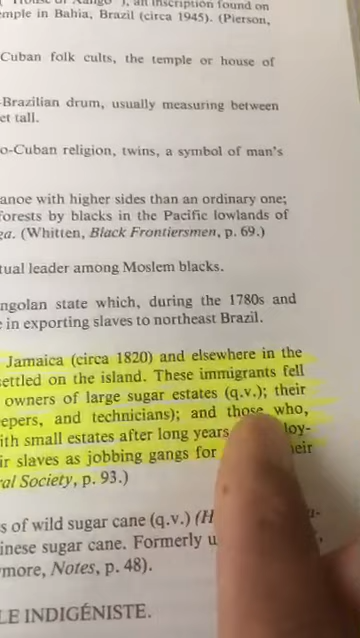 " House of Xango" ), an inscription found on
emple in Bahia, Brazil (circa 1945). (Pierson,
Cuban folk cults, the temple or house of
-Brazilian drum, usually measuring between
et tall.
o-Cuban religion, twins, a symbol of man's
anoe with higher sides than an ordinary one;
forests by blacks in the Pacific lowlands of
ga. (Whitten, Black Frontiersmen, p. 69.)
tual leader among Moslem blacks.
ngolan state which, during the 1780s and
e in exporting slaves to northeast Brazil.
Jamaica (circa 1820) and elsewhere in the
settled on the island. These immigrants fell
owners of large sugar estates (q.v.); their
epers, and technicians); and those who,
ith small estates after long years loy-
ir slaves as jobbing gangs for heir
al Society, p. 93.)
s of wild sugar cane (q.v.) (H u-
inese sugar cane. Formerly u
more, Notes, p. 48).
LE INDIGÉNISTE.